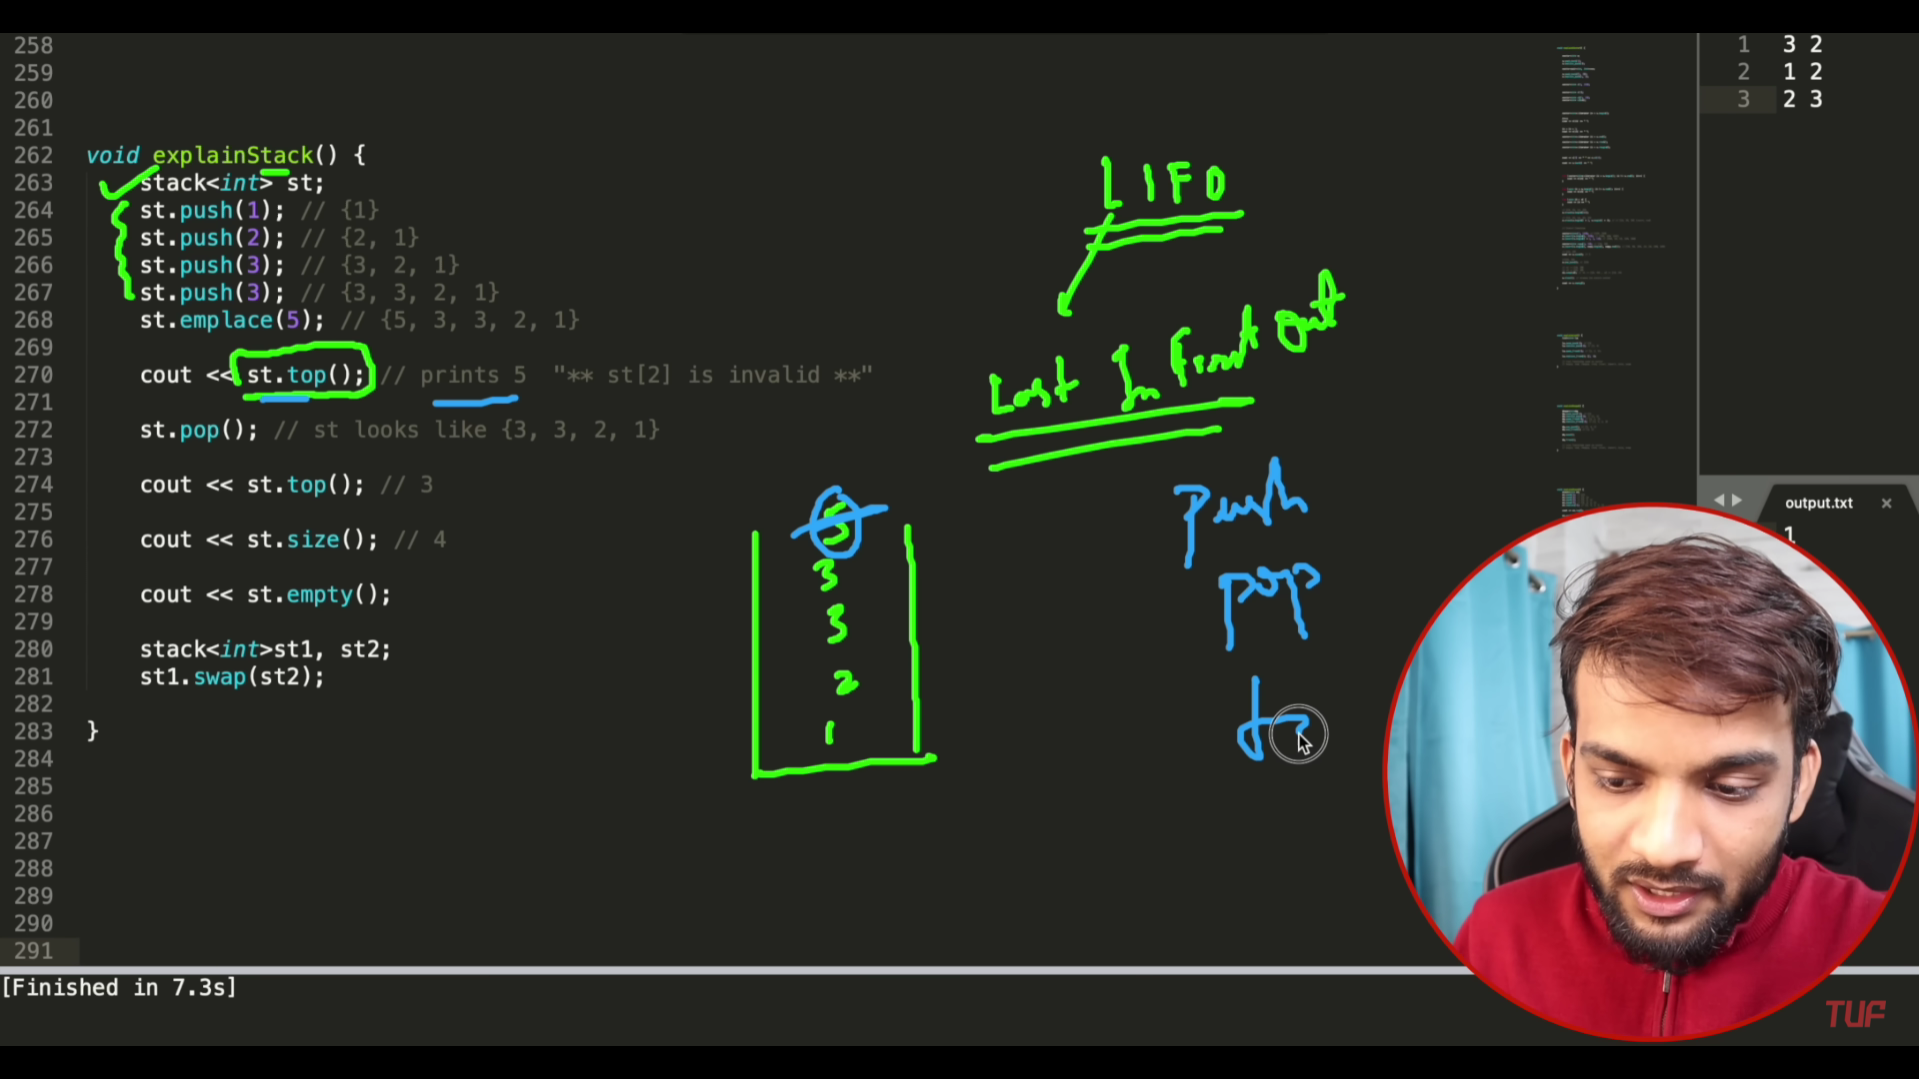 258
259
260
261
262 void explainStack() {
263 stack<int> st;
264 st.push(1); // {1}
265 st.push(2); // {2, 1}
266 st.push(3); // {3, 2, 1}
267 st.push(3); // {3, 3, 2, 1}
268 st.emplace(5); // {5, 3, 3, 2, 1}
269
270 cout << st.top(); // prints 5 "** st[2] is invalid **"
271
272 st.pop(); // st looks like {3, 3, 2, 1}
273
274 cout << st.top(); // 3
275
276 cout << st.size(); // 4
277
278 cout << st.empty();
279
280 stack<int>st1, st2;
281 st1.swap(st2);
282
283 }
284
285
286
287
288
289
290
291
[Finished in 7.3s]
LIFO
Last In First Out
5
3
3
2
1
push
pop
1 3 2
2 1 2
3 2 3
output.txt ×
1
TUF